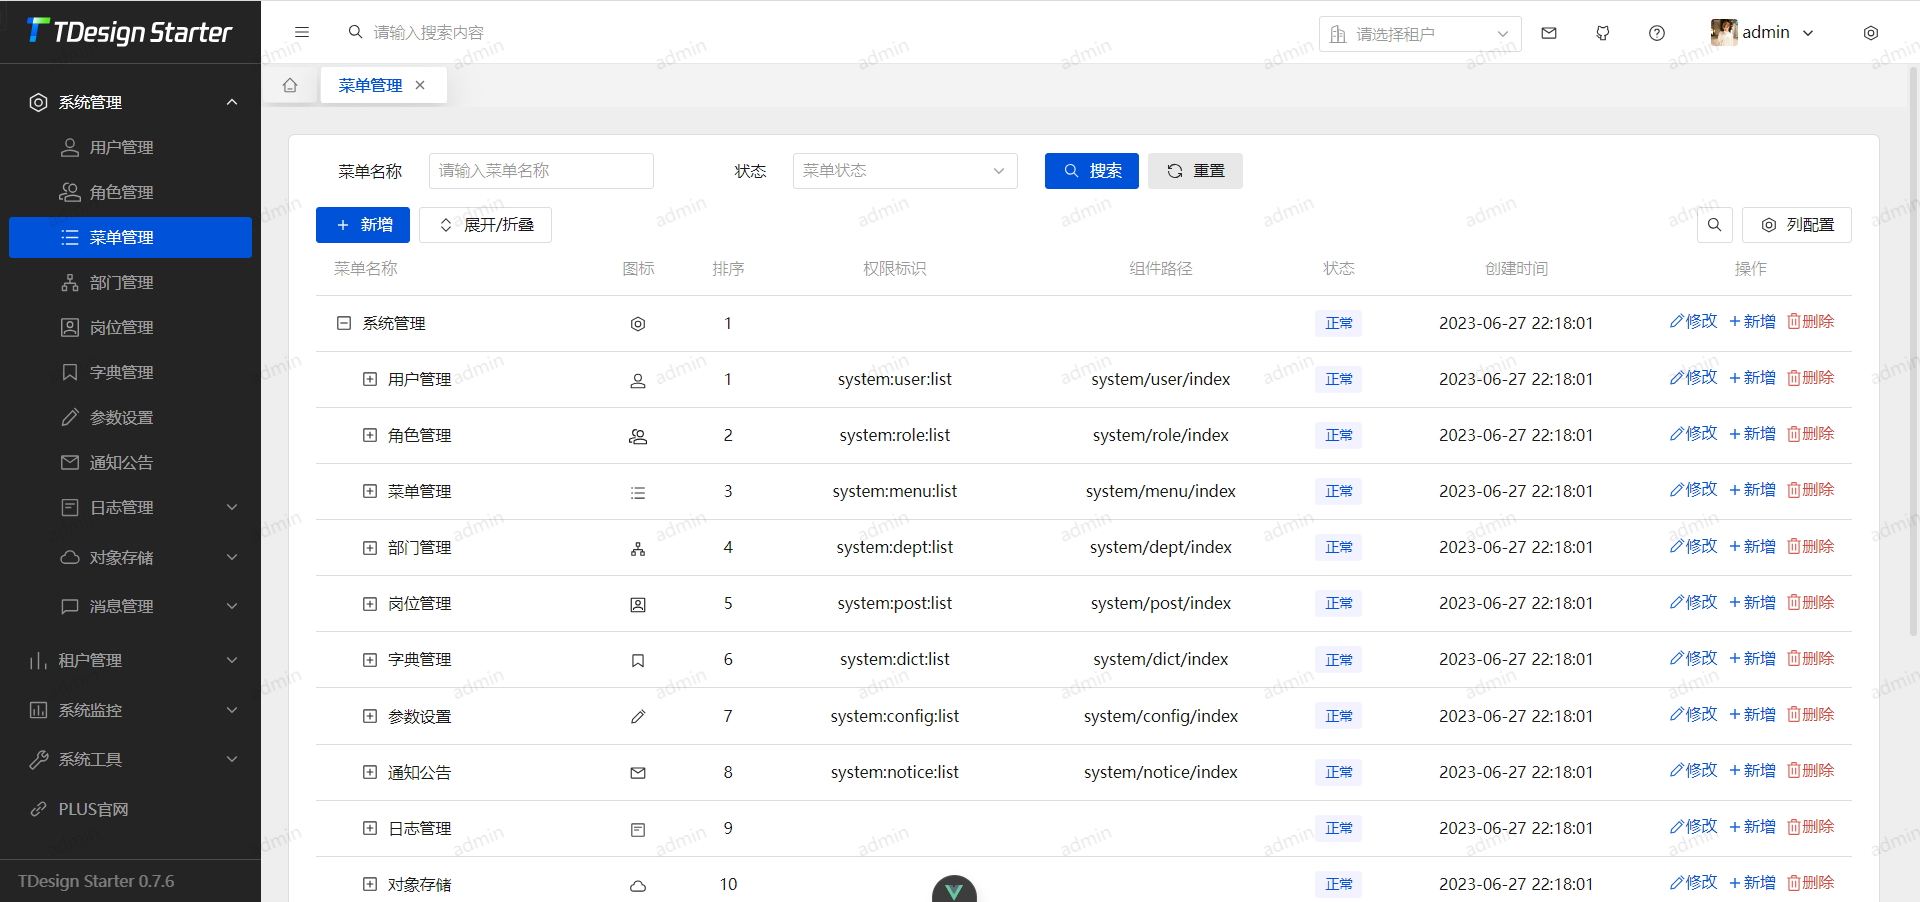 TDesign Starter
请输入搜索内容
请选择租户
admin
系统管理
用户管理
角色管理
菜单管理
部门管理
岗位管理
字典管理
参数设置
通知公告
日志管理
对象存储
消息管理
租户管理
系统监控
系统工具
PLUS官网
TDesign Starter 0.7.6
菜单管理
菜单名称 请输入菜单名称 状态 菜单状态 搜索 重置
新增 展开/折叠 列配置
菜单名称 图标 排序 权限标识 组件路径 状态 创建时间 操作
系统管理 1 正常 2023-06-27 22:18:01 修改 新增 删除
用户管理 1 system:user:list system/user/index 正常 2023-06-27 22:18:01 修改 新增 删除
角色管理 2 system:role:list system/role/index 正常 2023-06-27 22:18:01 修改 新增 删除
菜单管理 3 system:menu:list system/menu/index 正常 2023-06-27 22:18:01 修改 新增 删除
部门管理 4 system:dept:list system/dept/index 正常 2023-06-27 22:18:01 修改 新增 删除
岗位管理 5 system:post:list system/post/index 正常 2023-06-27 22:18:01 修改 新增 删除
字典管理 6 system:dict:list system/dict/index 正常 2023-06-27 22:18:01 修改 新增 删除
参数设置 7 system:config:list system/config/index 正常 2023-06-27 22:18:01 修改 新增 删除
通知公告 8 system:notice:list system/notice/index 正常 2023-06-27 22:18:01 修改 新增 删除
日志管理 9 正常 2023-06-27 22:18:01 修改 新增 删除
对象存储 10 正常 2023-06-27 22:18:01 修改 新增 删除